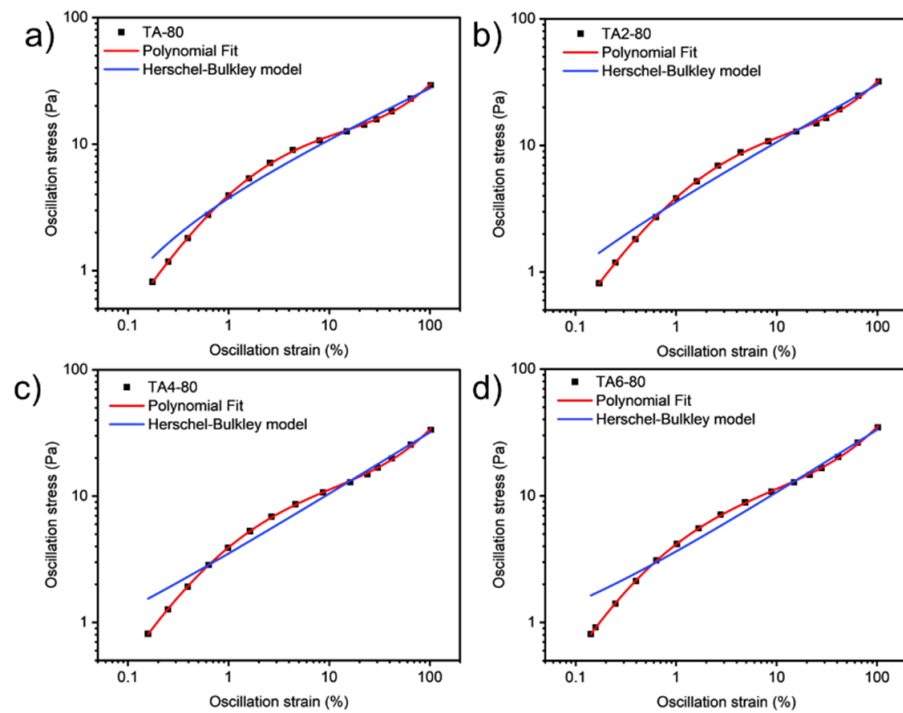 a)
TA-80
Polynomial Fit
Herschel-Bulkley model
100
10
1
0.1
1
10
100
Oscillation stress (Pa)
Oscillation strain (%)
b)
TA2-80
Polynomial Fit
Herschel-Bulkley model
100
10
1
0.1
1
10
100
Oscillation stress (Pa)
Oscillation strain (%)
c)
TA4-80
Polynomial Fit
Herschel-Bulkley model
100
10
1
0.1
1
10
100
Oscillation stress (Pa)
Oscillation strain (%)
d)
TA6-80
Polynomial Fit
Herschel-Bulkley model
100
10
1
0.1
1
10
100
Oscillation stress (Pa)
Oscillation strain (%)